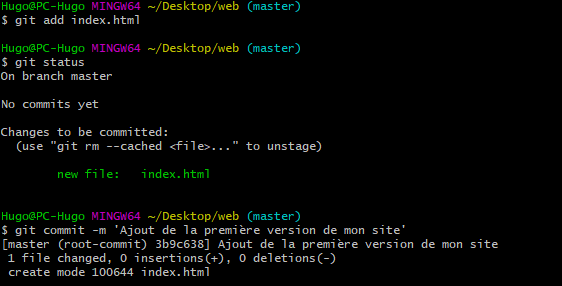 Hugo@PC-Hugo MINGW64 ~/Desktop/web (master)
$ git add index.html
Hugo@PC-Hugo MINGW64 ~/Desktop/web (master)
$ git status
On branch master
No commits yet
Changes to be committed:
  (use "git rm --cached <file>..." to unstage)
        new file:   index.html
Hugo@PC-Hugo MINGW64 ~/Desktop/web (master)
$ git commit -m 'Ajout de la première version de mon site'
[master (root-commit) 3b9c638] Ajout de la première version de mon site
 1 file changed, 0 insertions(+), 0 deletions(-)
 create mode 100644 index.html